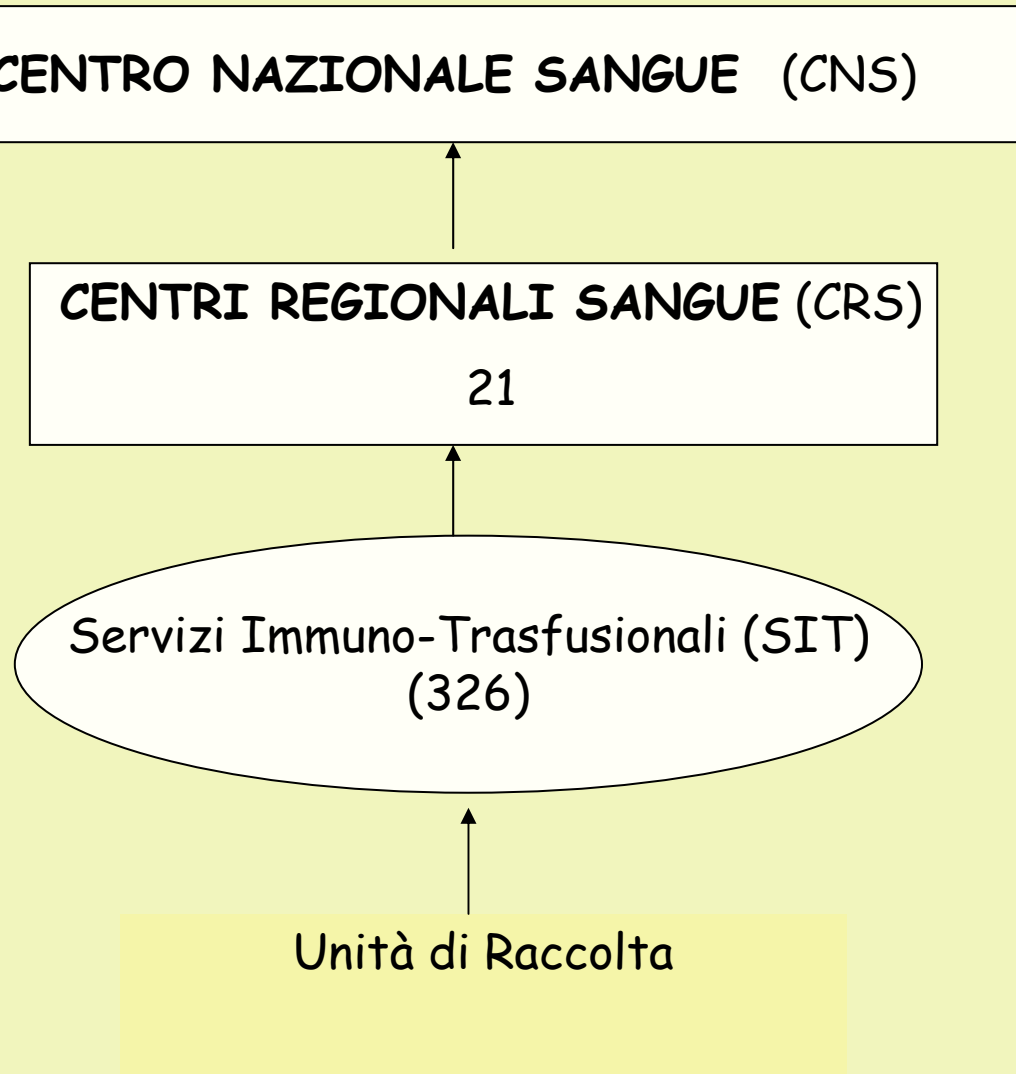 CENTRO NAZIONALE SANGUE (CNS)
CENTRI REGIONALI SANGUE (CRS)
21
Servizi Immuno-Trasfusionali (SIT)
(326)
Unità di Raccolta